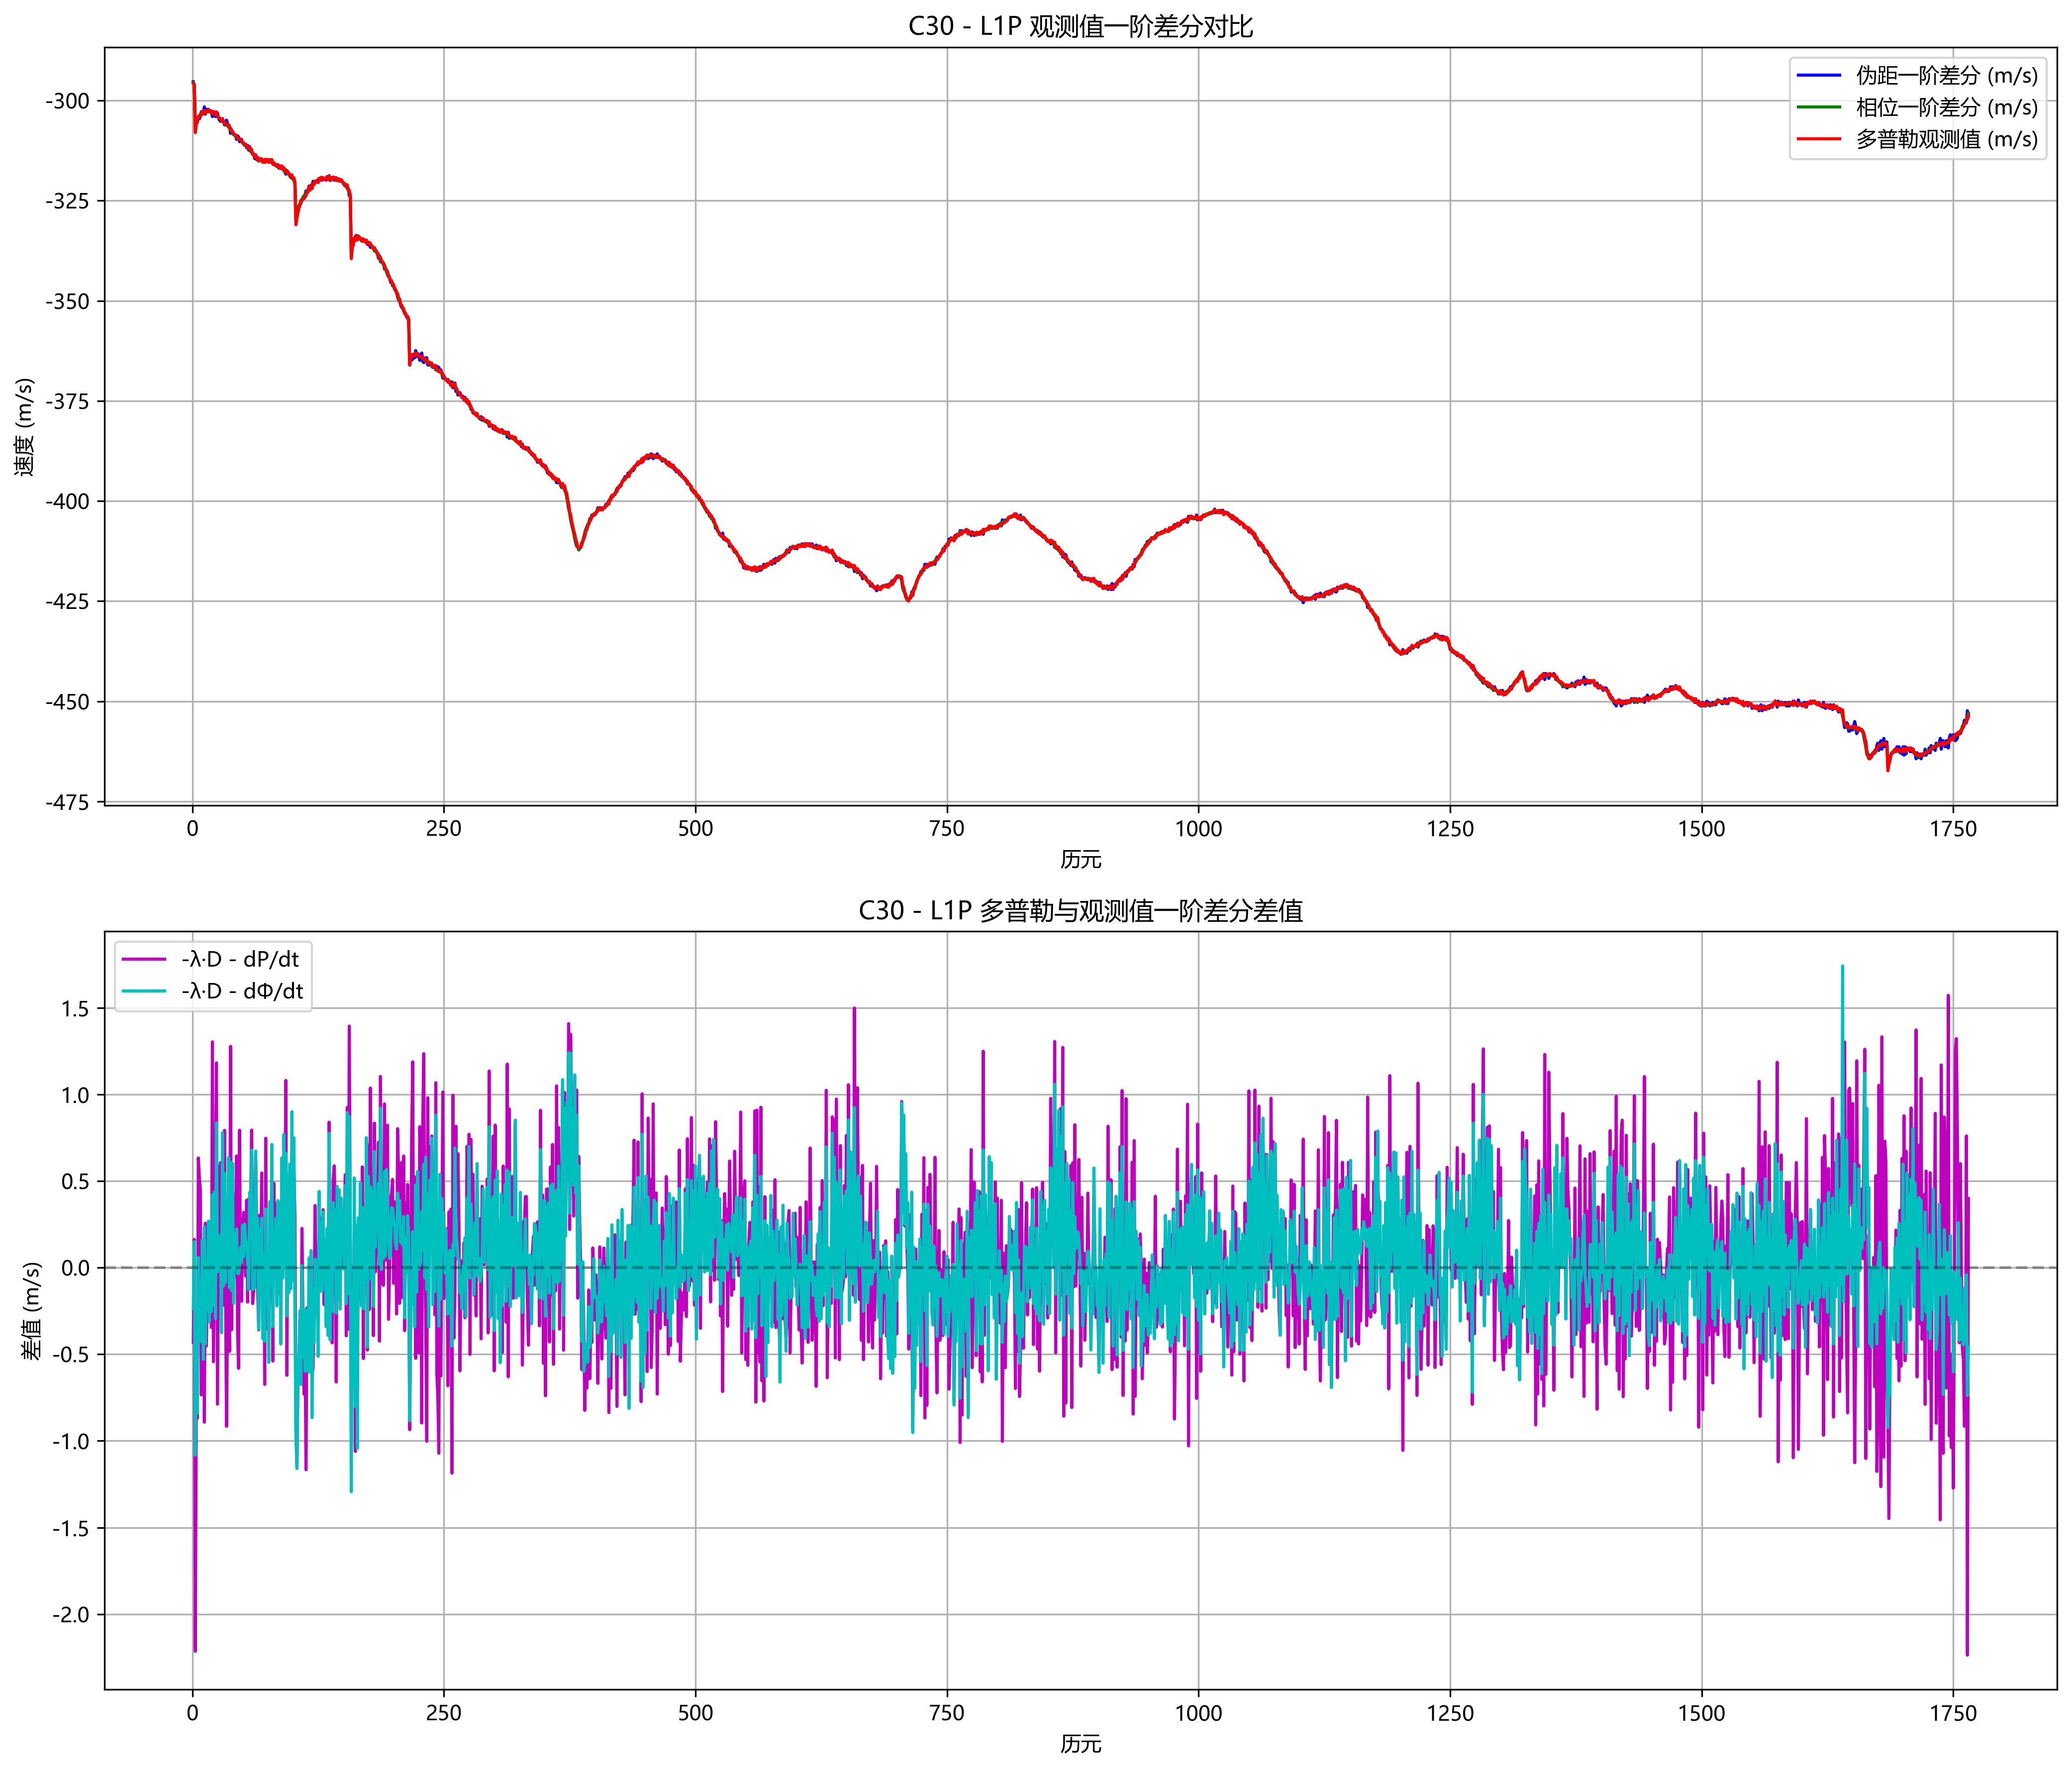 C30 - L1P 观测值一阶差分对比
伪距一阶差分 (m/s)
相位一阶差分 (m/s)
多普勒观测值 (m/s)
-300
-325
-350
-375
-400
-425
-450
-475
速度 (m/s)
0 250 500 750 1000 1250 1500 1750
历元
C30 - L1P 多普勒与观测值一阶差分差值
-λ·D - dP/dt
-λ·D - dΦ/dt
1.5
1.0
0.5
0.0
-0.5
-1.0
-1.5
-2.0
差值 (m/s)
0 250 500 750 1000 1250 1500 1750
历元